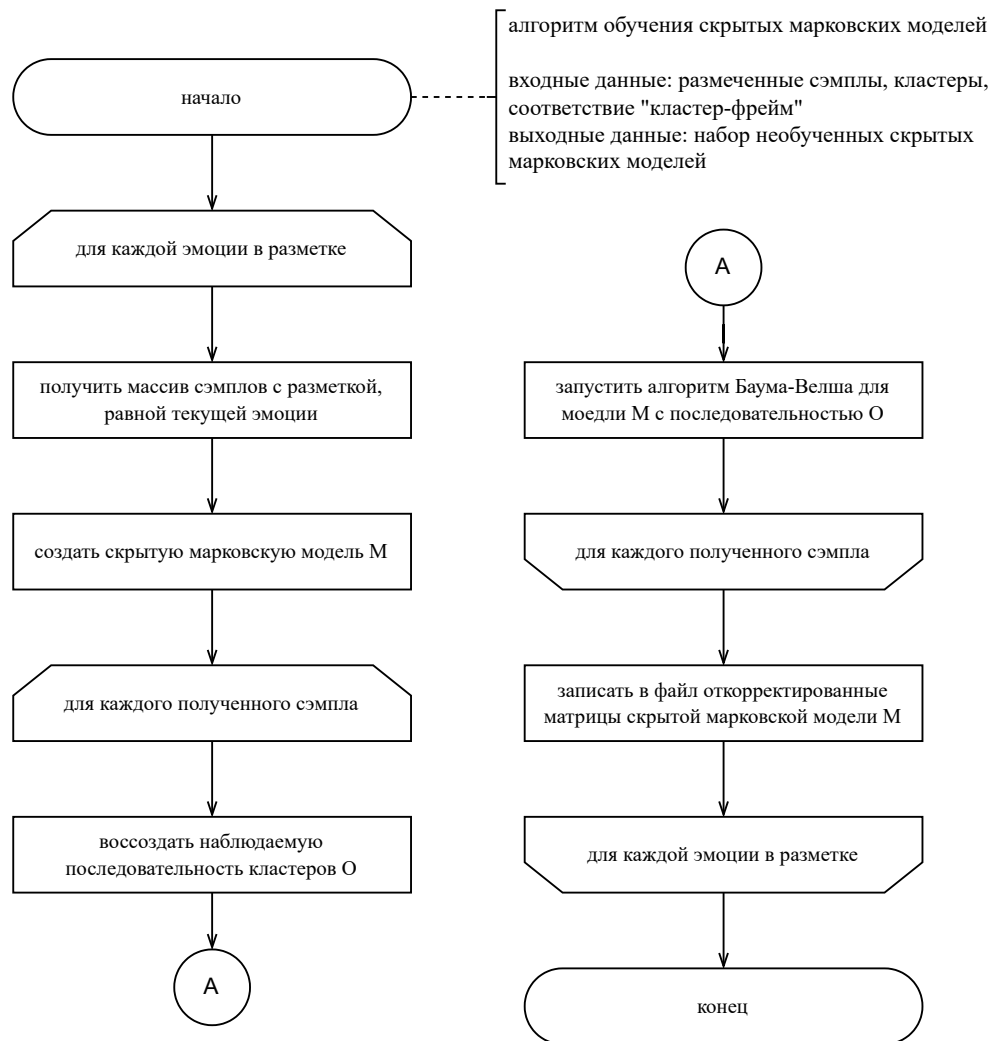 алгоритм обучения скрытых марковских моделей
входные данные: размеченные сэмплы, кластеры,
соответствие "кластер-фрейм"
выходные данные: набор необученных скрытых
марковских моделей
начало
для каждой эмоции в разметке
получить массив сэмплов с разметкой,
равной текущей эмоции
создать скрытую марковскую модель М
для каждого полученного сэмпла
воссоздать наблюдаемую
последовательность кластеров О
А
А
запустить алгоритм Баума-Велша для
моедли М с последовательностью О
для каждого полученного сэмпла
записать в файл откорректированные
матрицы скрытой марковской модели М
для каждой эмоции в разметке
конец